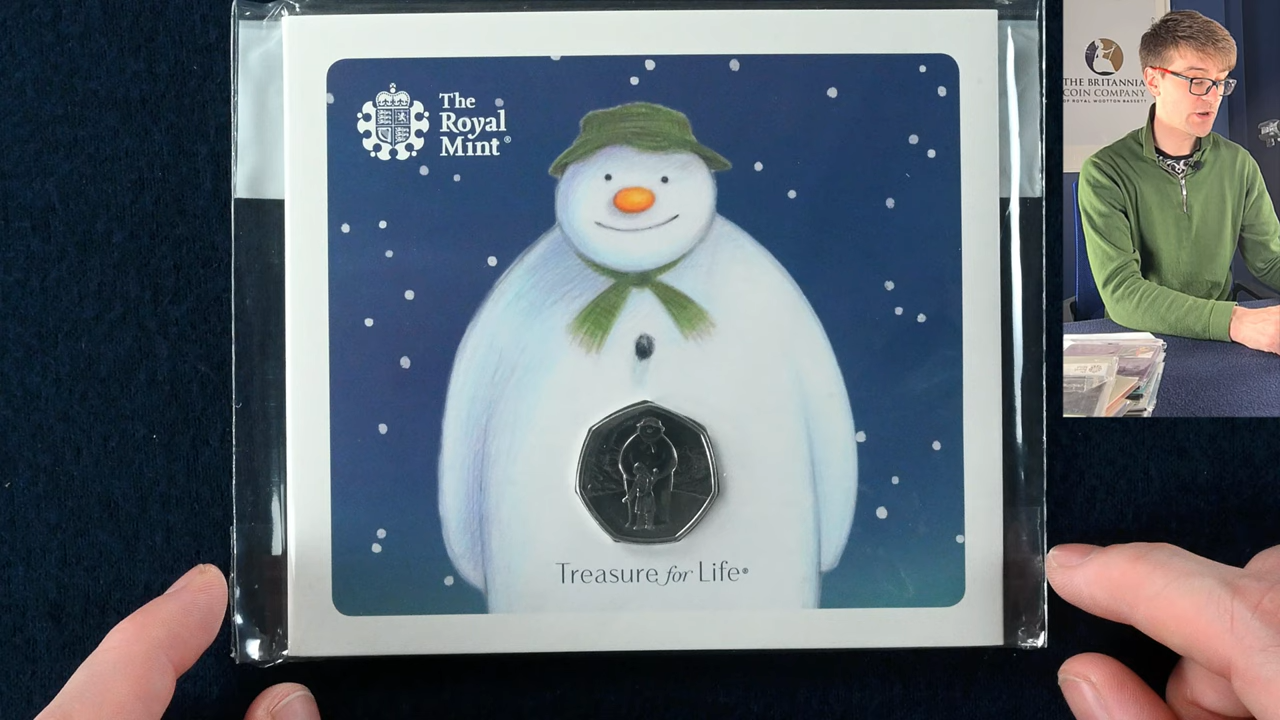 The
Royal
Mint®
Treasure for Life®
THE BRITANNIA
COIN COMPANY
OF ROYAL WOOTTON BASSETT